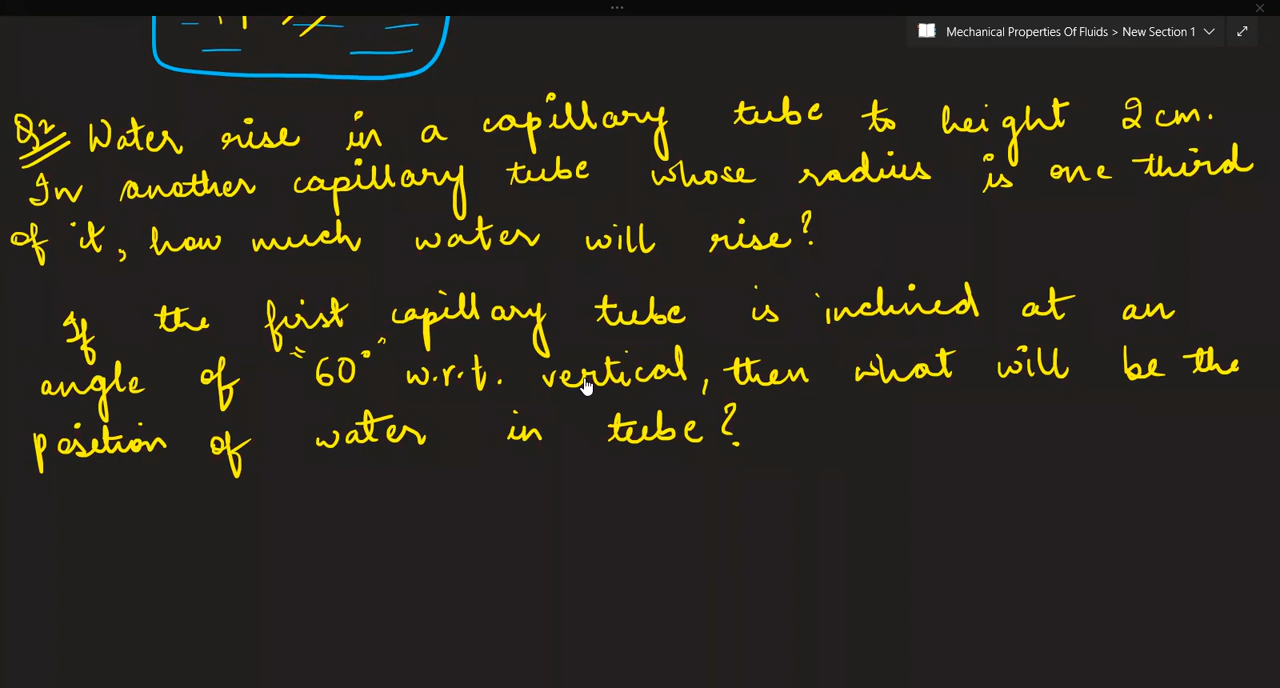 Mechanical Properties Of Fluids > New Section 1
Q2 Water rise in a capillary tube to height 2 cm.
In another capillary tube whose radius is one third
of it, how much water will rise?
If the first capillary tube is inclined at an
angle of "60°" w.r.t. vertical, then what will be the
position of water in tube?